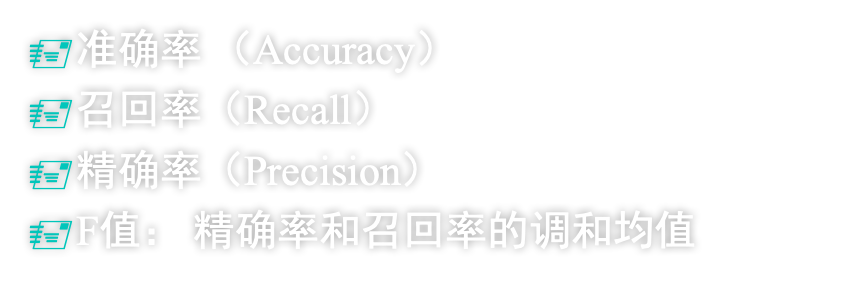 准确率 （Accuracy）
召回率（Recall）
精确率（Precision）
F值： 精确率和召回率的调和均值